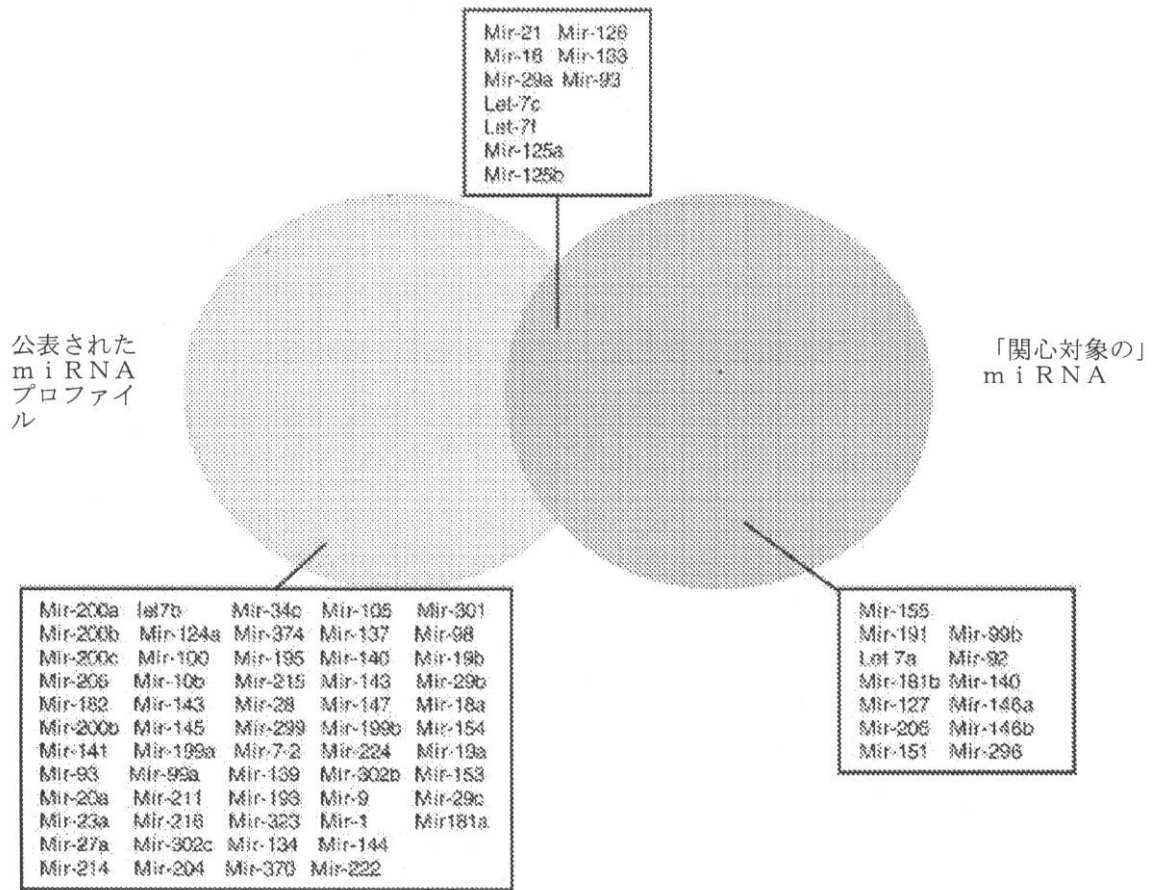 Mir-21 Mir-126
Mir-16 Mir-133
Mir-29a Mir-93
Let-7c
Let-7f
Mir-125a
Mir-125b
公表された
ｍｉＲＮＡ
プロファイ
ル
「関心対象の」
ｍｉＲＮＡ
Mir-200a let7b Mir-34c Mir-105 Mir-301
Mir-200b Mir-124a Mir-374 Mir-137 Mir-98
Mir-200c Mir-100 Mir-195 Mir-140 Mir-19b
Mir-205 Mir-10b Mir-215 Mir-143 Mir-29b
Mir-182 Mir-143 Mir-28 Mir-147 Mir-18a
Mir-200b Mir-145 Mir-299 Mir-199b Mir-154
Mir-141 Mir-199a Mir-7-2 Mir-224 Mir-19a
Mir-93 Mir-99a Mir-139 Mir-302b Mir-153
Mir-20a Mir-211 Mir-193 Mir-9 Mir-29c
Mir-23a Mir-216 Mir-323 Mir-1 Mir181a
Mir-27a Mir-302c Mir-134 Mir-144
Mir-214 Mir-204 Mir-370 Mir-222
Mir-155
Mir-191 Mir-99b
Let 7a Mir-92
Mir-181b Mir-140
Mir-127 Mir-146a
Mir-205 Mir-146b
Mir-151 Mir-296